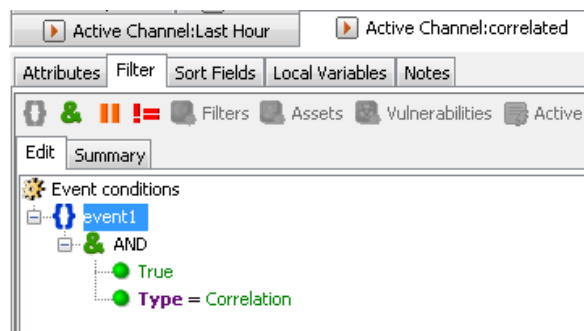 Active Channel:Last Hour Active Channel:correlated
Attributes Filter Sort Fields Local Variables Notes
{} & != Filters Assets Vulnerabilities Active
Edit Summary
Event conditions
{} event1
& AND
True
Type = Correlation